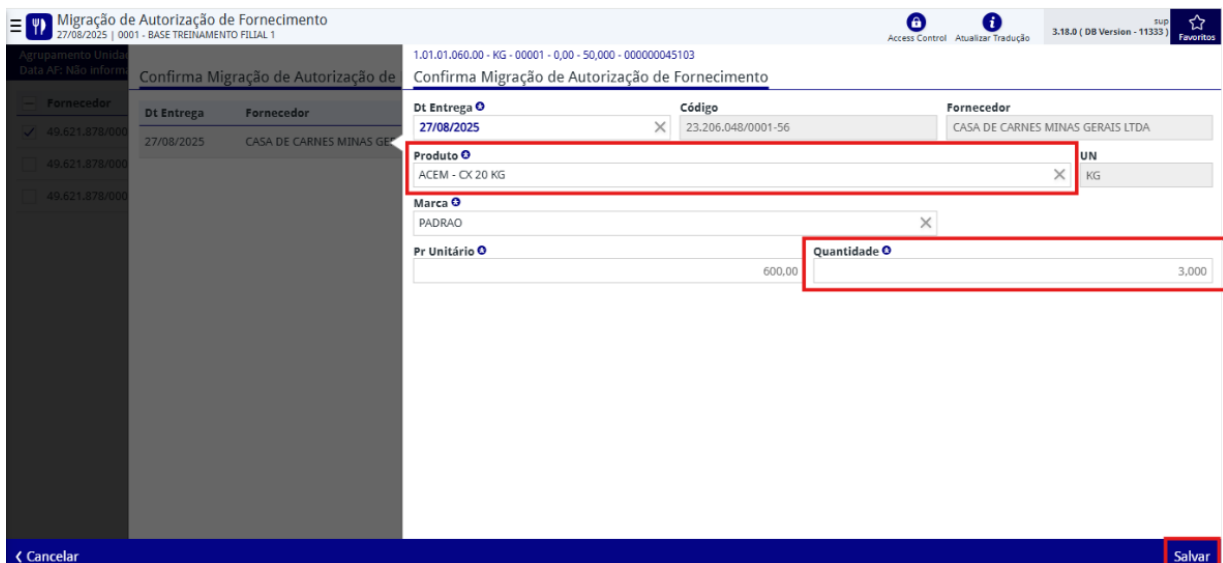 Migração de Autorização de Fornecimento
27/08/2025 | 0001 - BASE TREINAMENTO FILIAL 1
Access Control
Atualizar Tradução
sup
3.18.0 ( DB Version - 11333 )
Favoritos
Agrupamento Unida
Data AF: Não inform
Fornecedor
49.621.878/000
49.621.878/000
49.621.878/000
Confirma Migração de Autorização de
Dt Entrega Fornecedor
27/08/2025 CASA DE CARNES MINAS GE
1.01.01.060.00 - KG - 00001 - 0,00 - 50,000 - 000000045103
Confirma Migração de Autorização de Fornecimento
Dt Entrega Código Fornecedor
27/08/2025 23.206.048/0001-56 CASA DE CARNES MINAS GERAIS LTDA
Produto UN
ACEM - CX 20 KG KG
Marca
PADRAO
Pr Unitário Quantidade
600,00 3,000
Cancelar Salvar